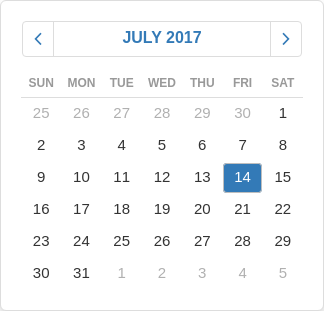 JULY 2017
SUN MON TUE WED THU FRI SAT
25 26 27 28 29 30 1
2 3 4 5 6 7 8
9 10 11 12 13 14 15
16 17 18 19 20 21 22
23 24 25 26 27 28 29
30 31 1 2 3 4 5